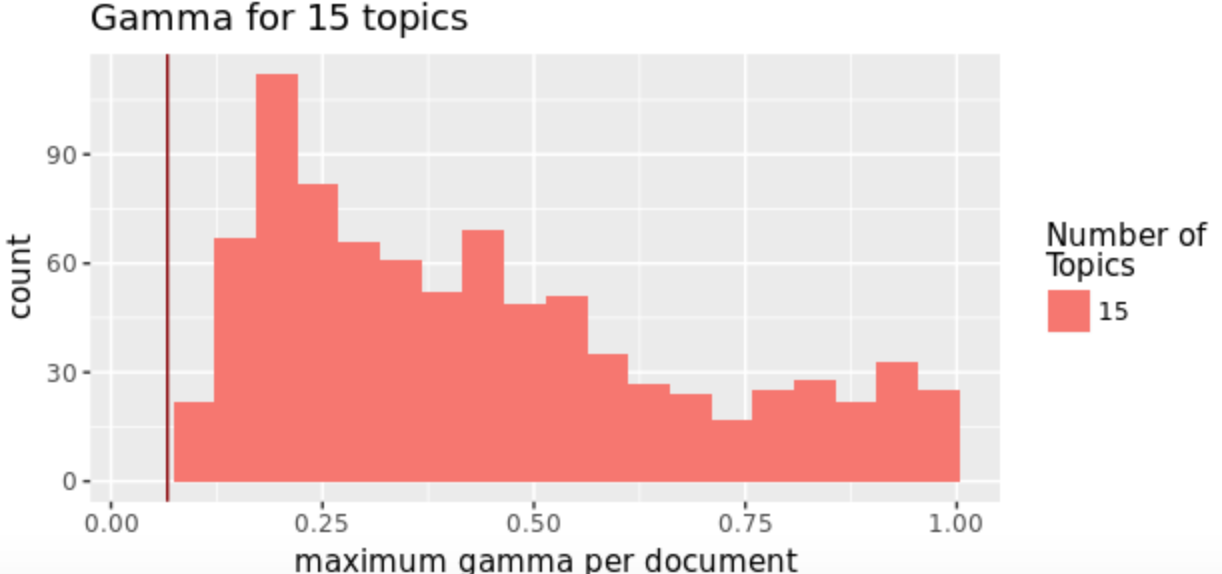 Gamma for 15 topics
count
90
60
30
0
0.00 0.25 0.50 0.75 1.00
maximum gamma per document
Number of
Topics
15